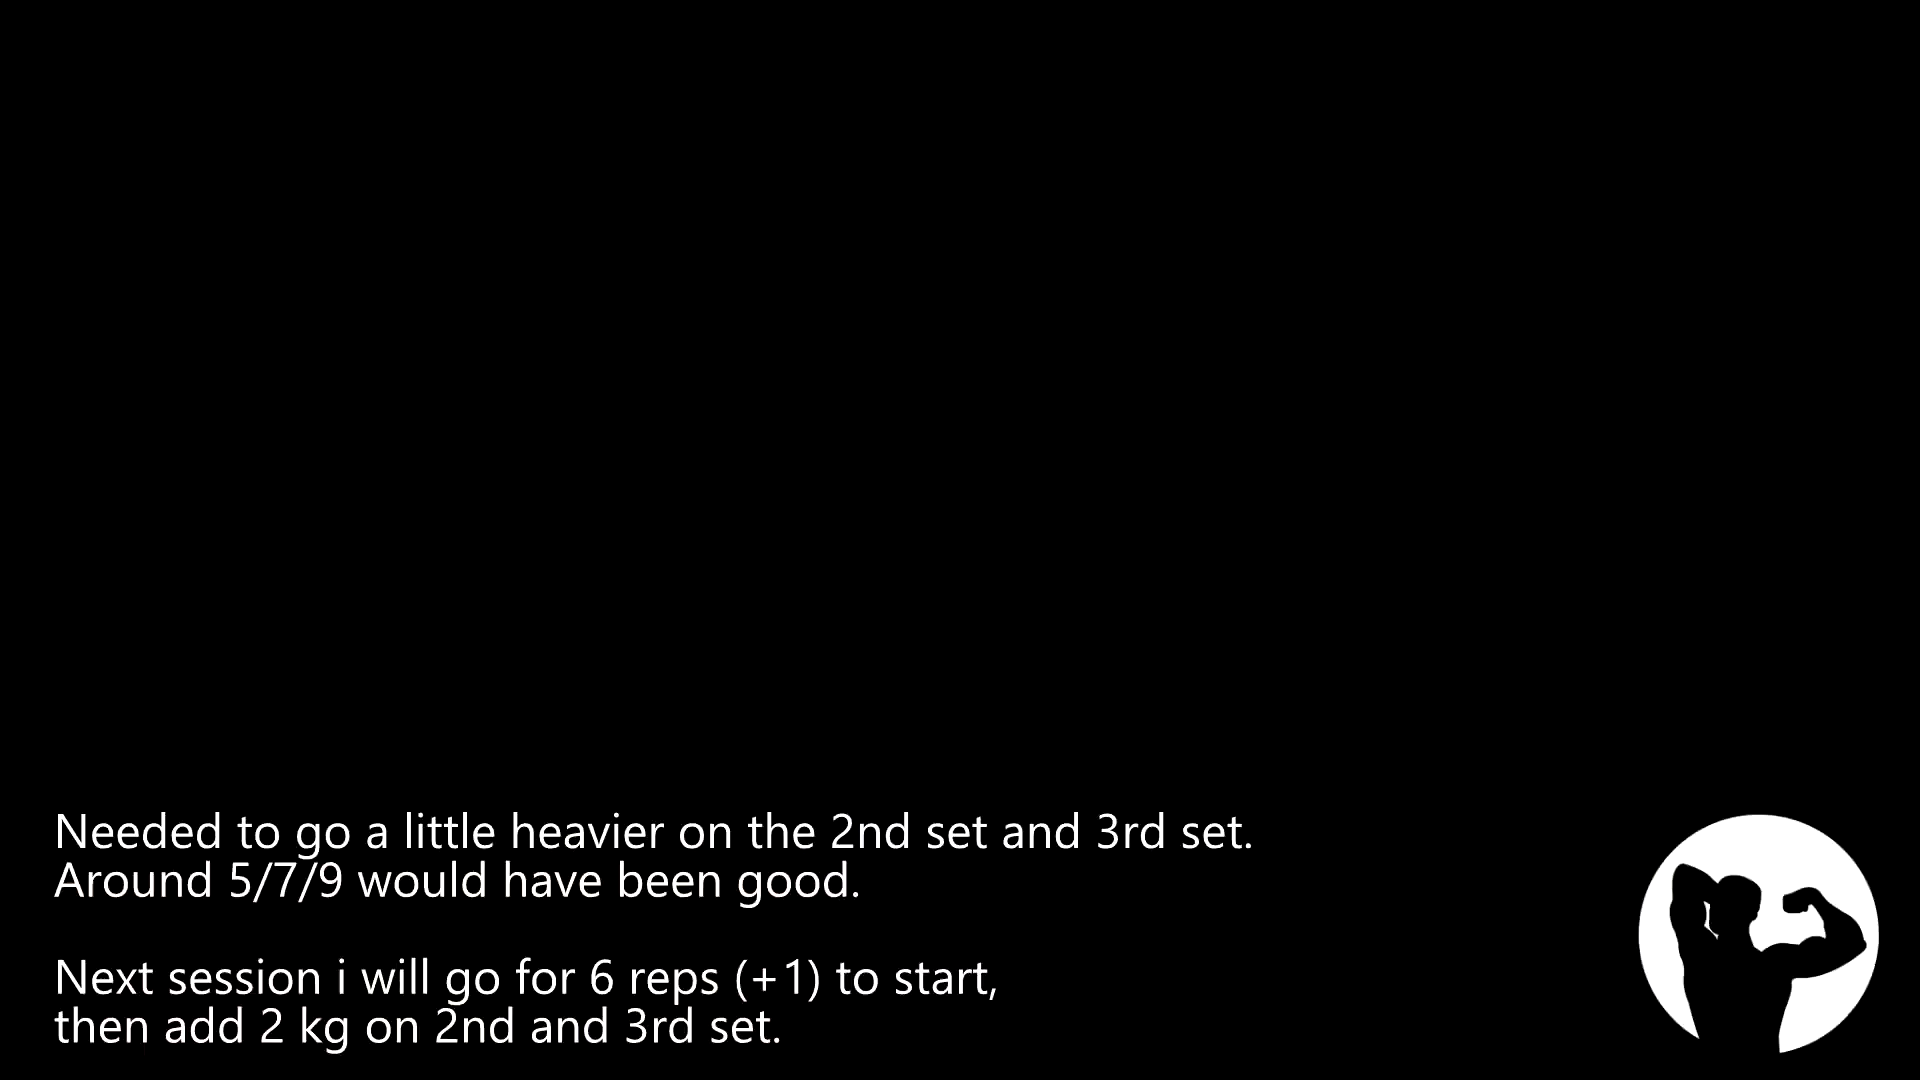 Needed to go a little heavier on the 2nd set and 3rd set.
Around 5/7/9 would have been good.
Next session i will go for 6 reps (+1) to start,
then add 2 kg on 2nd and 3rd set.